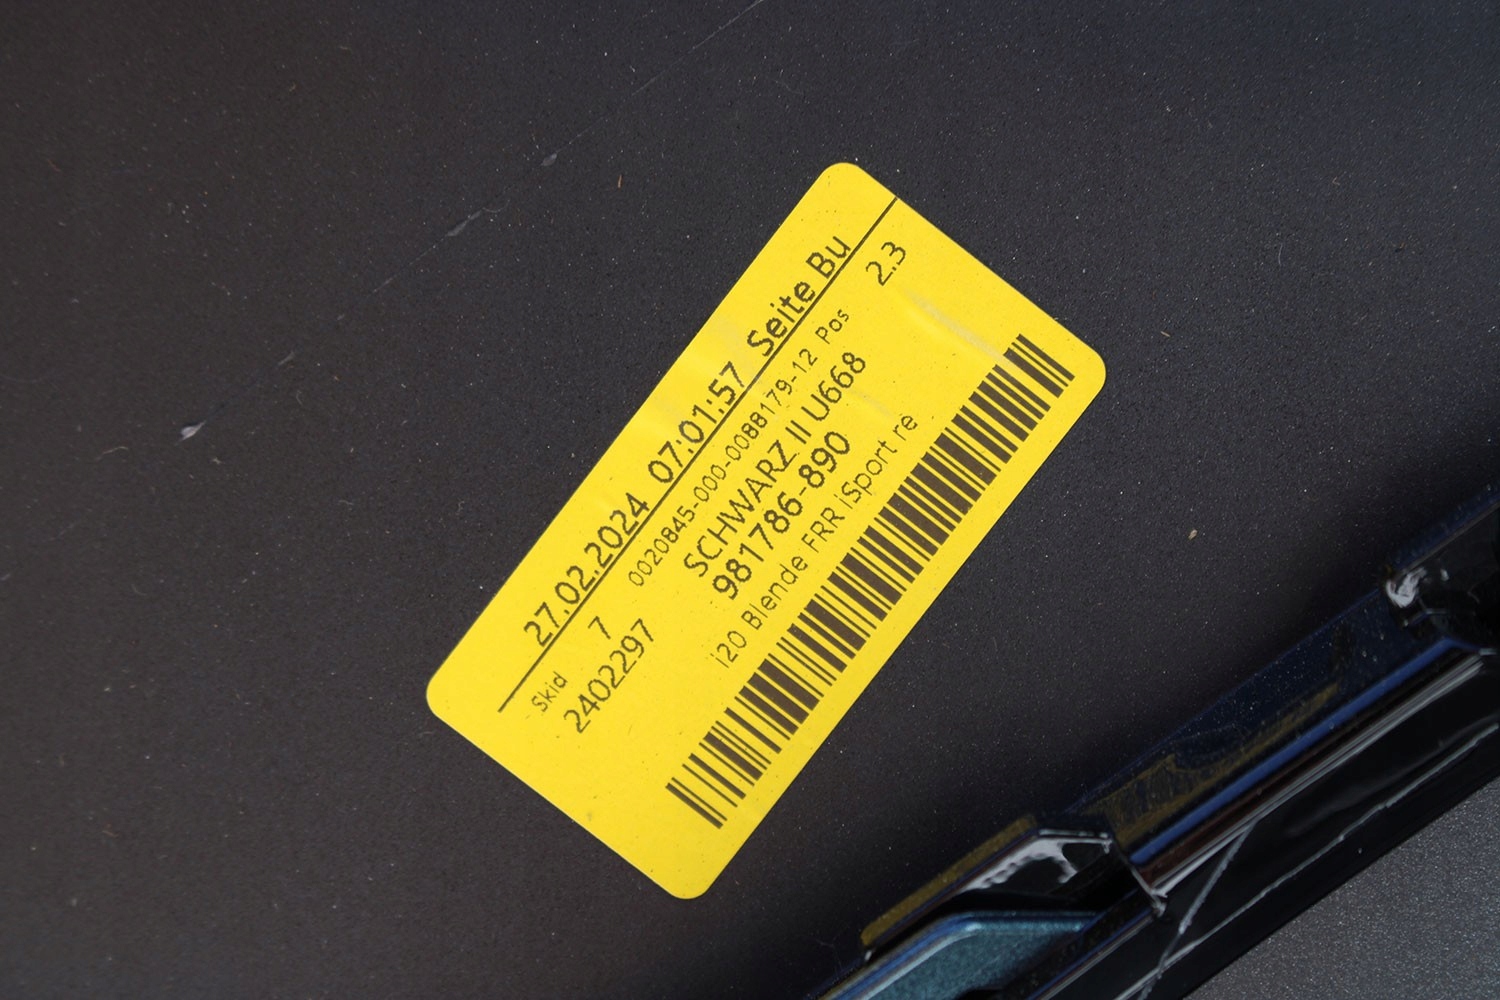 27.02.2024 07:01:57 Seite Bu
Skid 7 0020845-000-0088179-12 Pos 2.3
2402297 SCHWARZ II U668
981786-890
i20 Blende FRR iSport re